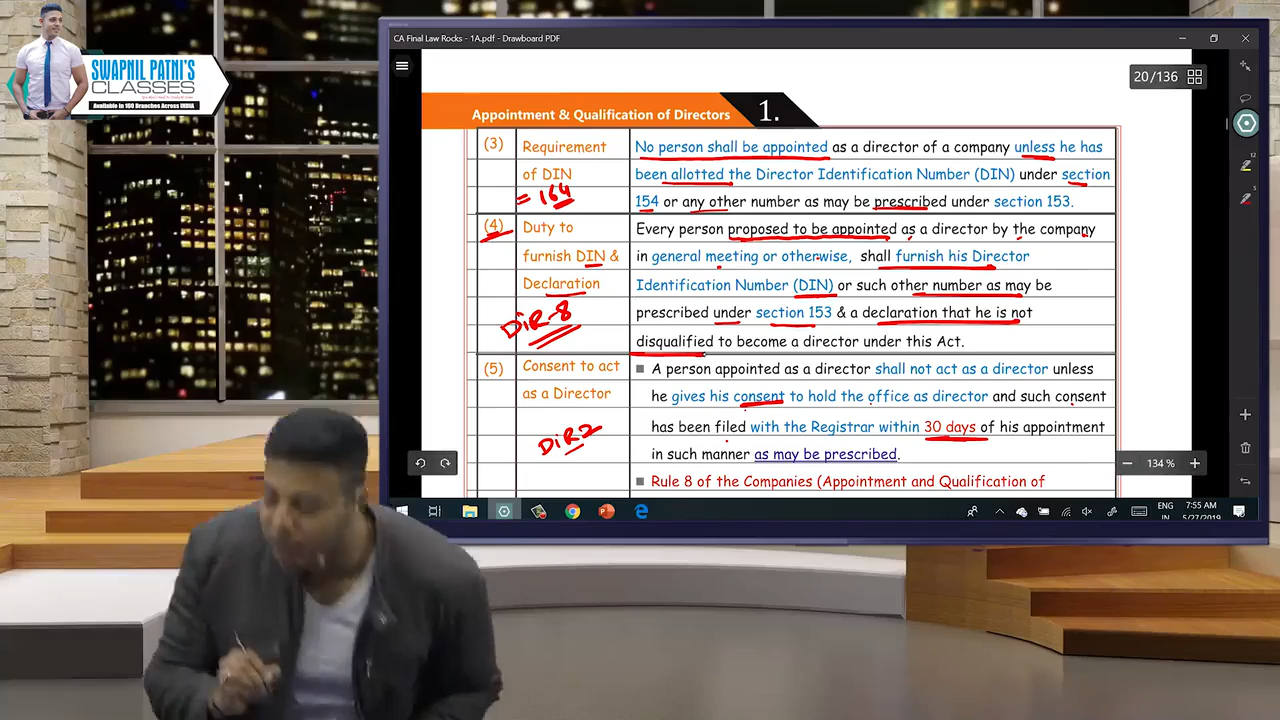 SWAPNIL PATNI'S
CLASSES
Available in 160 Branches Across INDIA
CA Final Law Rocks - 1A.pdf - Drawboard PDF
20/136
Appointment & Qualification of Directors 1.
(3) Requirement of DIN
= 164
No person shall be appointed as a director of a company unless he has
been allotted the Director Identification Number (DIN) under section
154 or any other number as may be prescribed under section 153.
(4) Duty to
furnish DIN &
Declaration
DiR-8
Every person proposed to be appointed as a director by the company
in general meeting or otherwise, shall furnish his Director
Identification Number (DIN) or such other number as may be
prescribed under section 153 & a declaration that he is not
disqualified to become a director under this Act.
(5) Consent to act
as a Director
DiR2
■ A person appointed as a director shall not act as a director unless
he gives his consent to hold the office as director and such consent
has been filed with the Registrar within 30 days of his appointment
in such manner as may be prescribed.
■ Rule 8 of the Companies (Appointment and Qualification of
134 %
ENG
IN
7:55 AM
5/27/2019